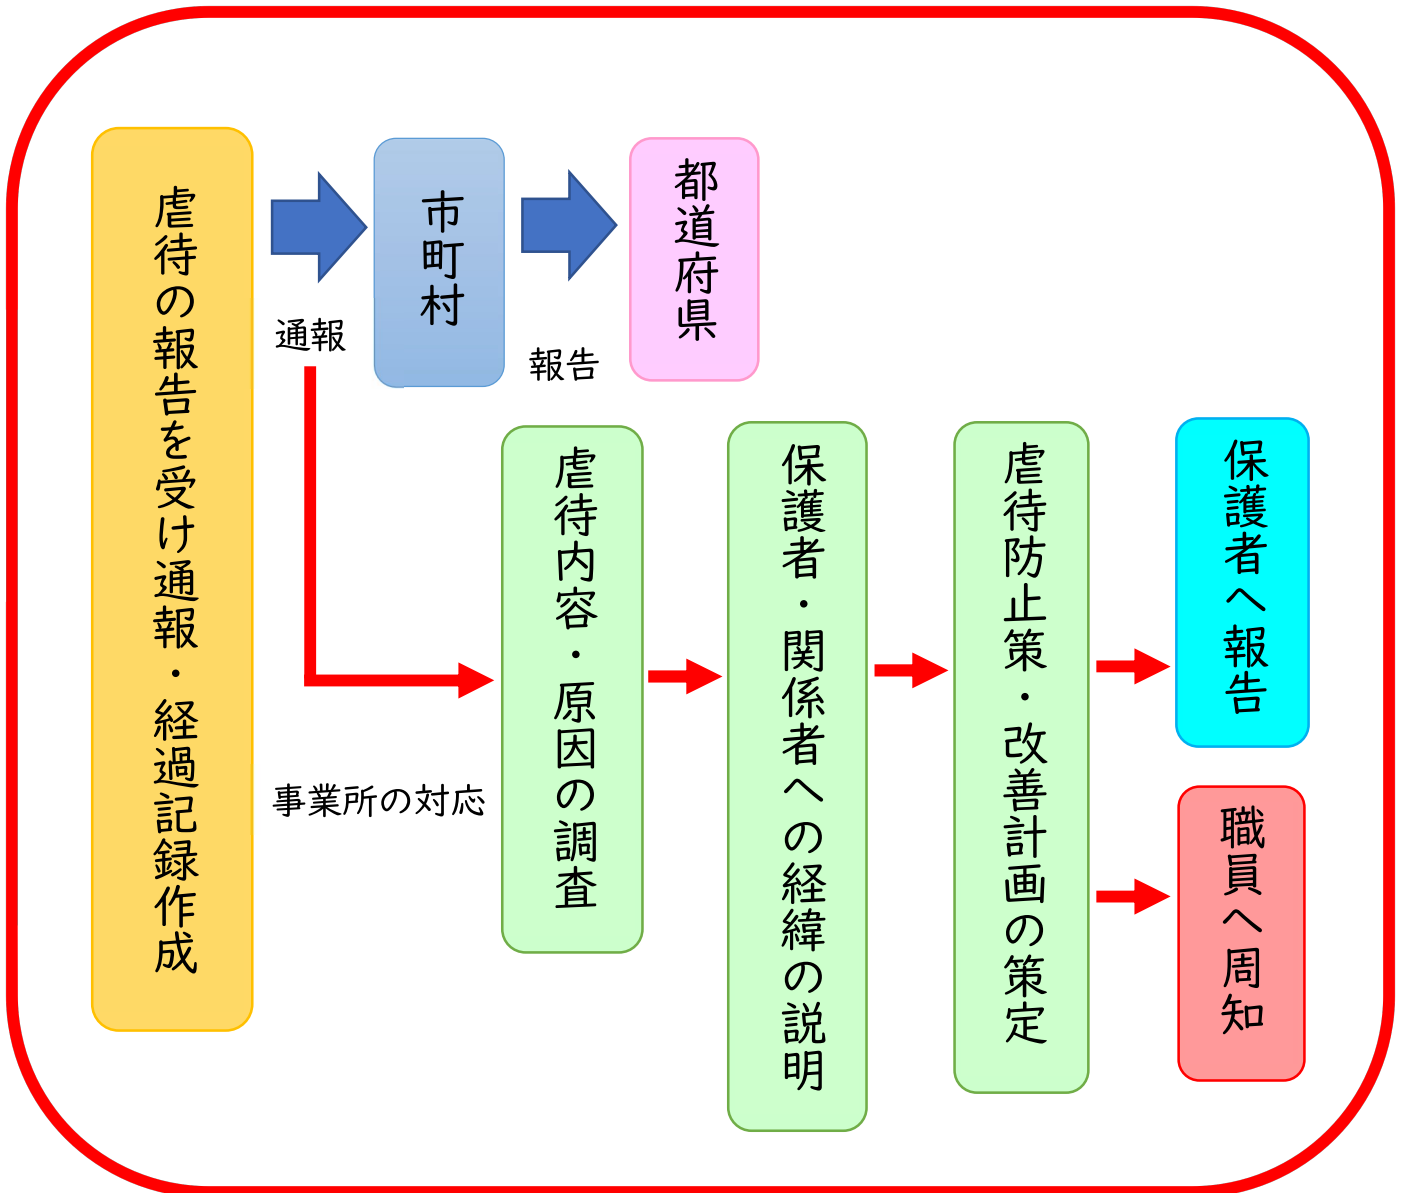 虐待の報告を受け通報・経過記録作成
通報
市町村
報告
都道府県
事業所の対応
虐待内容・原因の調査
保護者・関係者への経緯の説明
虐待防止策・改善計画の策定
保護者へ報告
職員へ周知